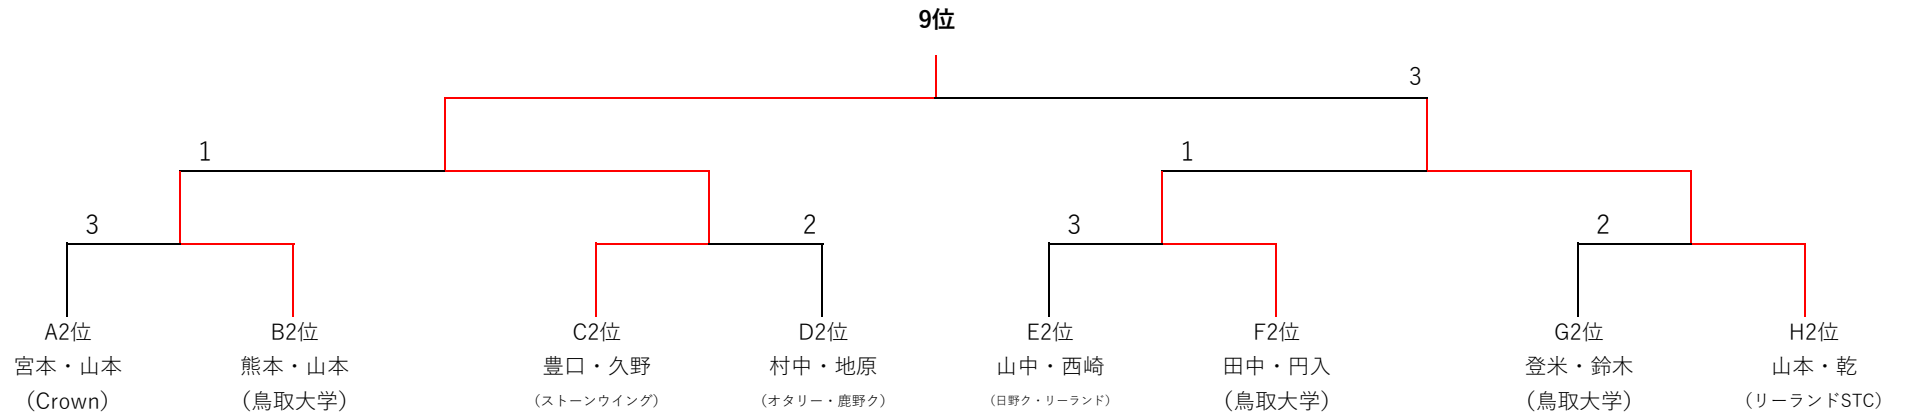 9位
3
1
1
3
2
3
2
A2位
B2位
C2位
D2位
E2位
F2位
G2位
H2位
宮本・山本
熊本・山本
豊口・久野
村中・地原
山中・西崎
田中・円入
登米・鈴木
山本・乾
（Crown）
（鳥取大学）
（ストーンウイング）
（オタリー・鹿野ク）
（日野ク・リーランド）
（鳥取大学）
（鳥取大学）
（リーランドSTC）